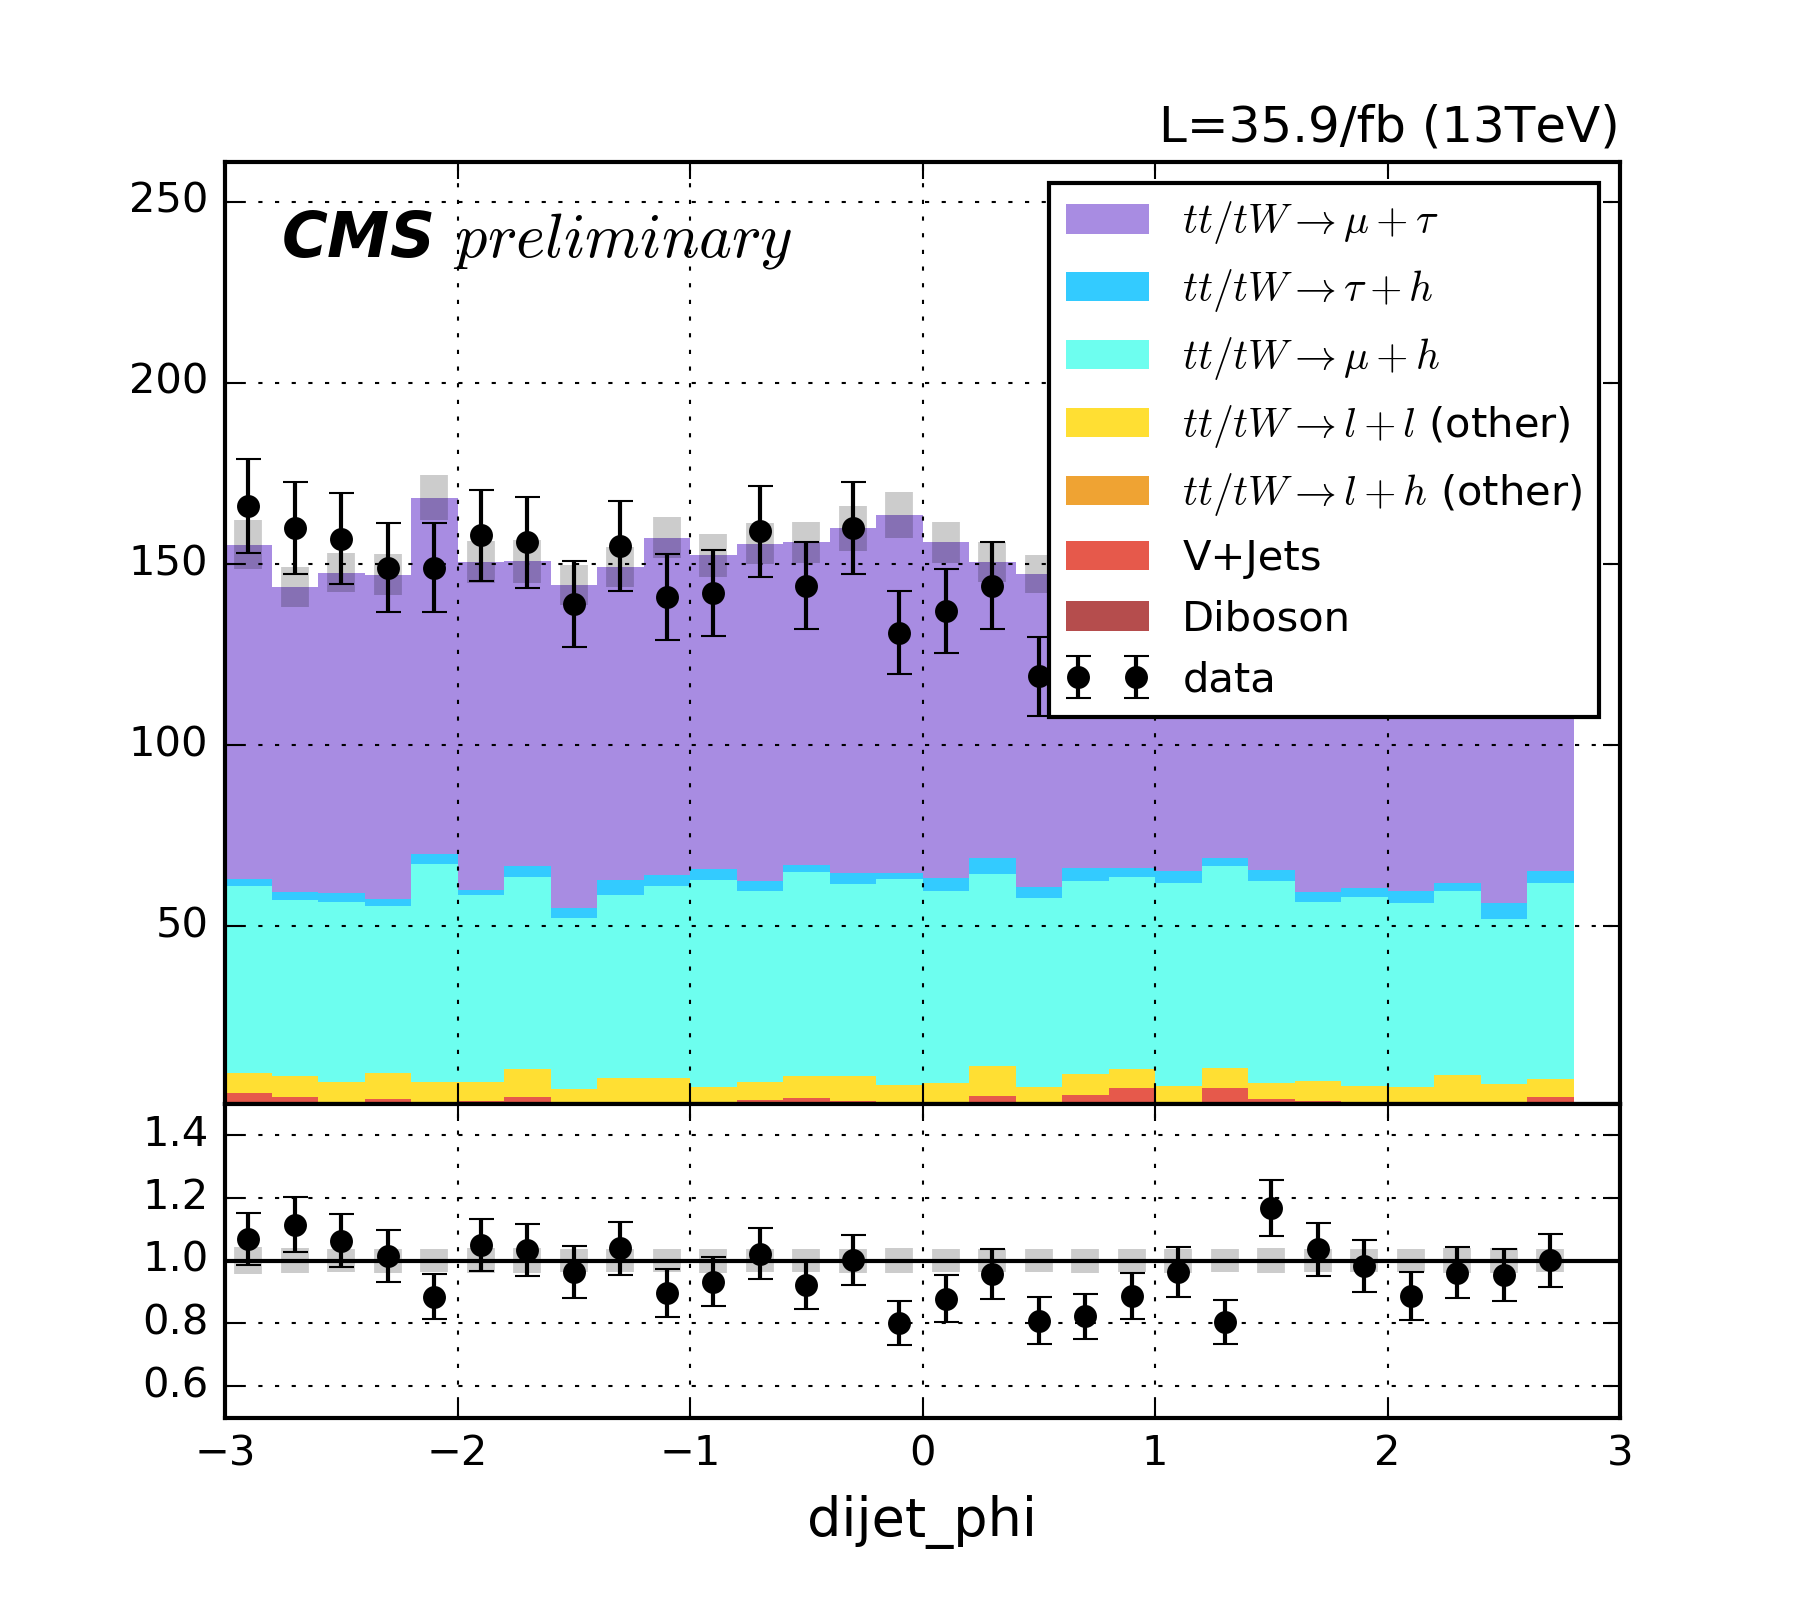 L=35.9/fb (13TeV)
CMS preliminary
250
200
150
100
50
tt/tW→μ+τ
tt/tW→τ+h
tt/tW→μ+h
tt/tW→l+l (other)
tt/tW→l+h (other)
V+Jets
Diboson
data
1.4
1.2
1.0
0.8
0.6
−3 −2 −1 0 1 2 3
dijet_phi